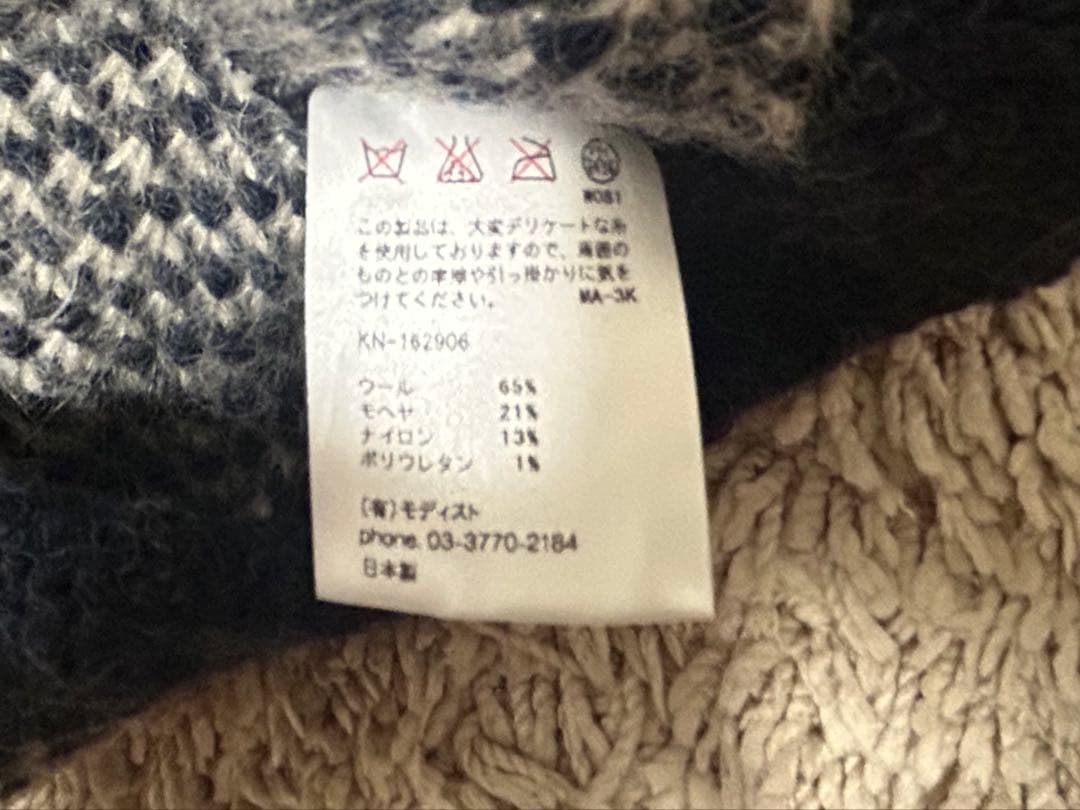 W081
この製品は、大変デリケートな糸
を使用しておりますので、周囲の
ものとの摩擦や引っ掛かりに気を
つけてください。 MA-3K
KN-162906
ウール 65%
モヘヤ 21%
ナイロン 13%
ポリウレタン 1%
(有)モディスト
phone. 03-3770-2184
日本製